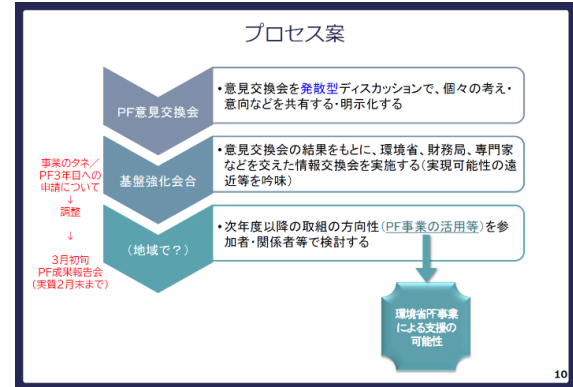 プロセス案
PF意見交換会
・意見交換会を発散型ディスカッションで、個々の考え・
意向などを共有する・明示化する
基盤強化会合
・意見交換会の結果をもとに、環境省、財務局、専門家
などを交えた情報交換会を実施する(実現可能性の遠
近等を吟味)
(地域で?)
・次年度以降の取組の方向性(PF事業の活用等)を参
加者・関係者等で検討する
事業のタネ/
PF3年目への
申請について
↓
調整
↓
3月初旬
PF成果報告会
(実質2月末まで)
環境省PF事業
による支援の
可能性
10